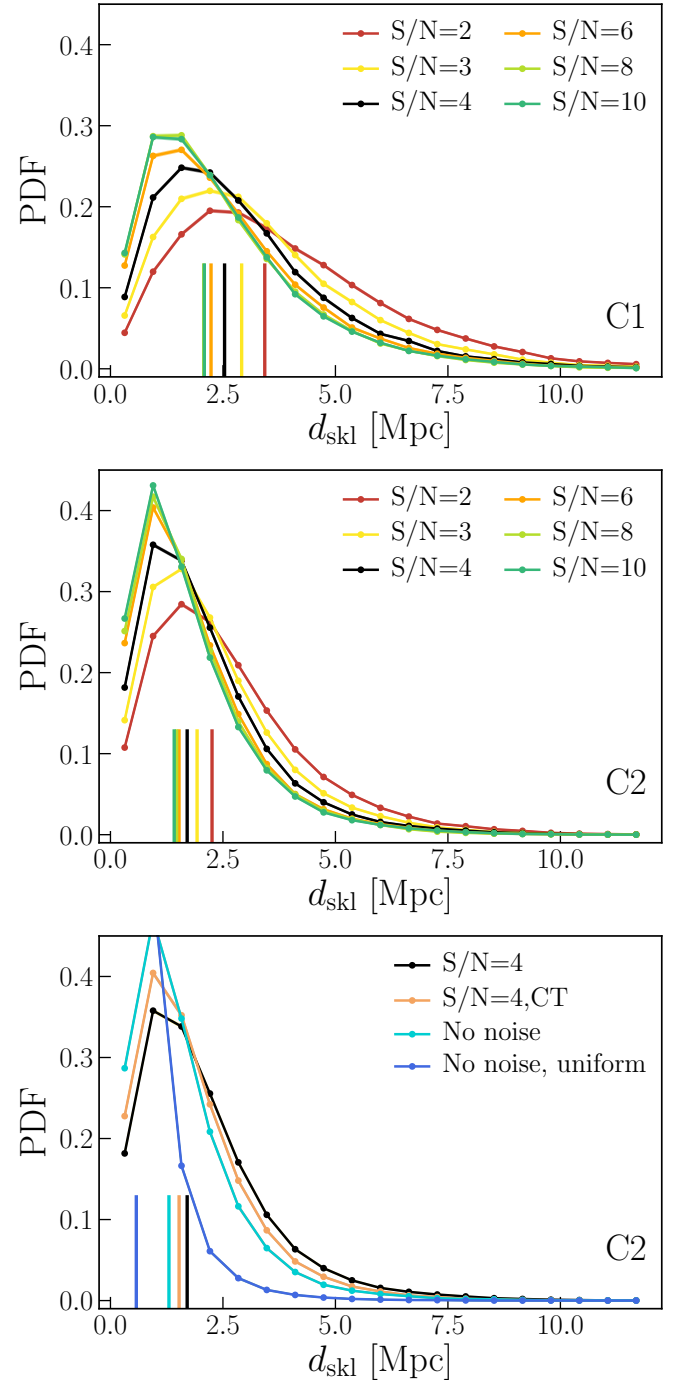 0.4
0.3
0.2
0.1
0.0
PDF
S/N=2
S/N=3
S/N=4
S/N=6
S/N=8
S/N=10
C1
0.0 2.5 5.0 7.5 10.0
d_skl [Mpc]
0.4
0.3
0.2
0.1
0.0
PDF
S/N=2
S/N=3
S/N=4
S/N=6
S/N=8
S/N=10
C2
0.0 2.5 5.0 7.5 10.0
d_skl [Mpc]
0.4
0.3
0.2
0.1
0.0
PDF
S/N=4
S/N=4,CT
No noise
No noise, uniform
C2
0.0 2.5 5.0 7.5 10.0
d_skl [Mpc]